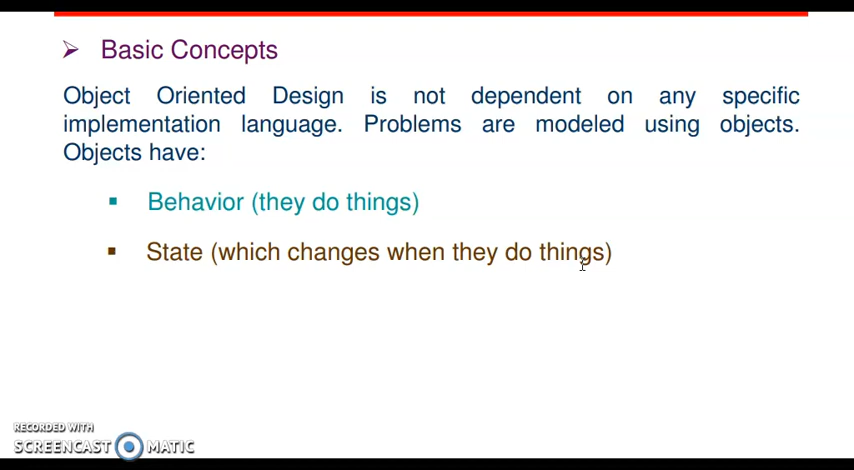 Basic Concepts
Object Oriented Design is not dependent on any specific
implementation language. Problems are modeled using objects.
Objects have:
Behavior (they do things)
State (which changes when they do things)
RECORDED WITH
SCREENCAST MATIC